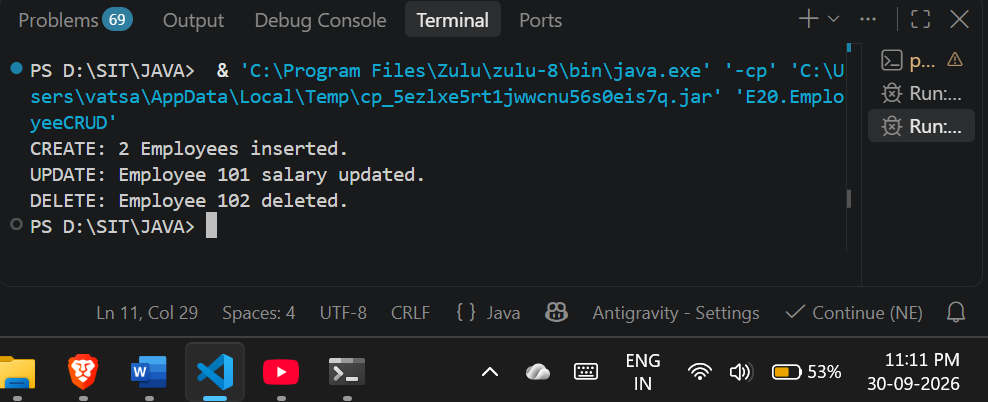 Problems 69 Output Debug Console Terminal Ports
PS D:\SIT\JAVA>  & 'C:\Program Files\Zulu\zulu-8\bin\java.exe' '-cp' 'C:\U
sers\vatsa\AppData\Local\Temp\cp_5ezlxe5rt1jwwcnu56s0eis7q.jar' 'E20.Emplo
yeeCRUD'
CREATE: 2 Employees inserted.
UPDATE: Employee 101 salary updated.
DELETE: Employee 102 deleted.
PS D:\SIT\JAVA>
p...
Run:...
Run:...
Ln 11, Col 29 Spaces: 4 UTF-8 CRLF { } Java Antigravity - Settings Continue (NE)
ENG
IN
53%
11:11 PM
30-09-2026